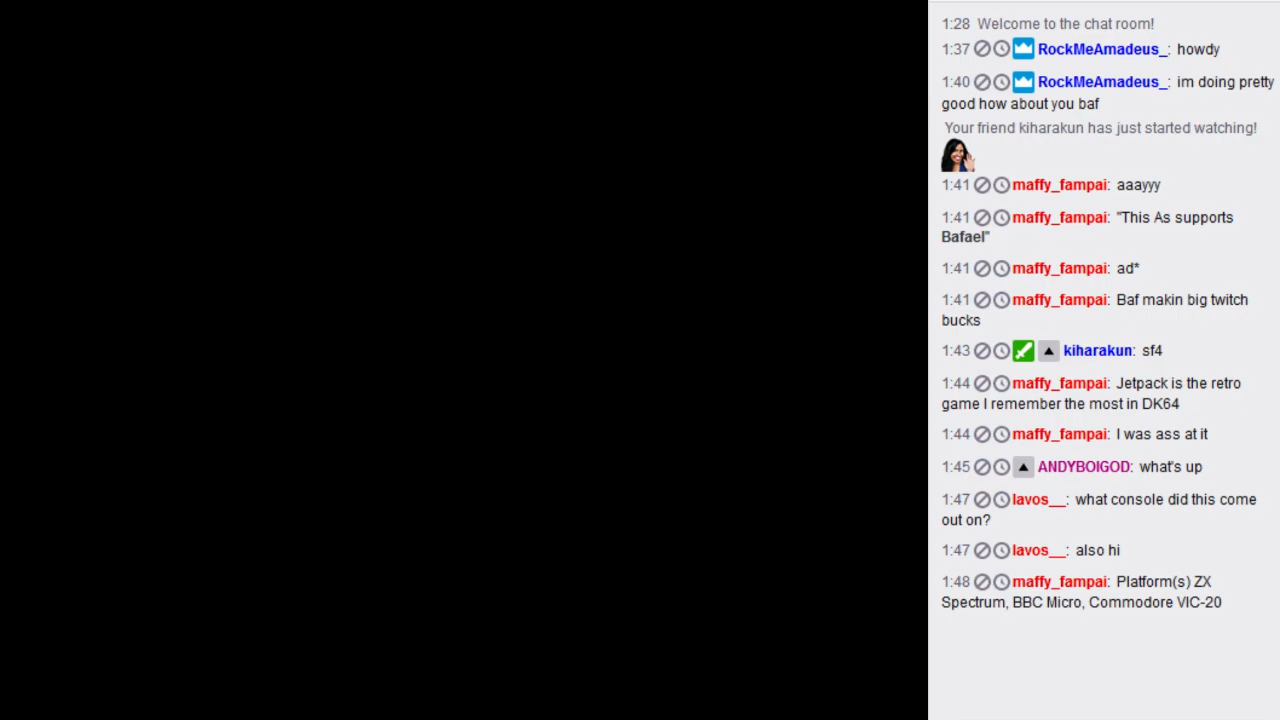 1:28 Welcome to the chat room!
1:37 RockMeAmadeus_: howdy
1:40 RockMeAmadeus_: im doing pretty
good how about you baf
Your friend kiharakun has just started watching!
1:41 maffy_fampai: aaayyy
1:41 maffy_fampai: "This As supports
Bafael"
1:41 maffy_fampai: ad*
1:41 maffy_fampai: Baf makin big twitch
bucks
1:43 kiharakun: sf4
1:44 maffy_fampai: Jetpack is the retro
game I remember the most in DK64
1:44 maffy_fampai: I was ass at it
1:45 ANDYBOIGOD: what's up
1:47 lavos__: what console did this come
out on?
1:47 lavos__: also hi
1:48 maffy_fampai: Platform(s) ZX
Spectrum, BBC Micro, Commodore VIC-20